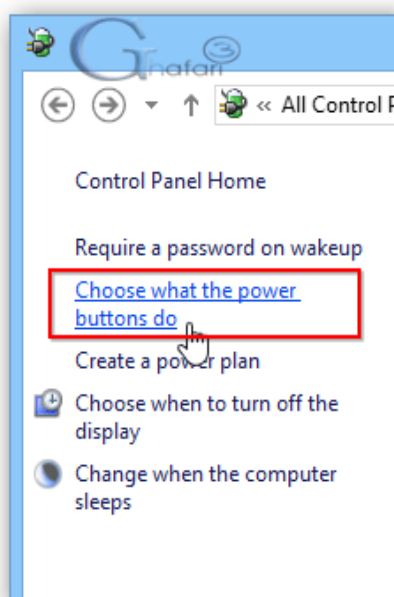 Ghafari3
« All Control P
Control Panel Home
Require a password on wakeup
Choose what the power
buttons do
Create a power plan
Choose when to turn off the
display
Change when the computer
sleeps